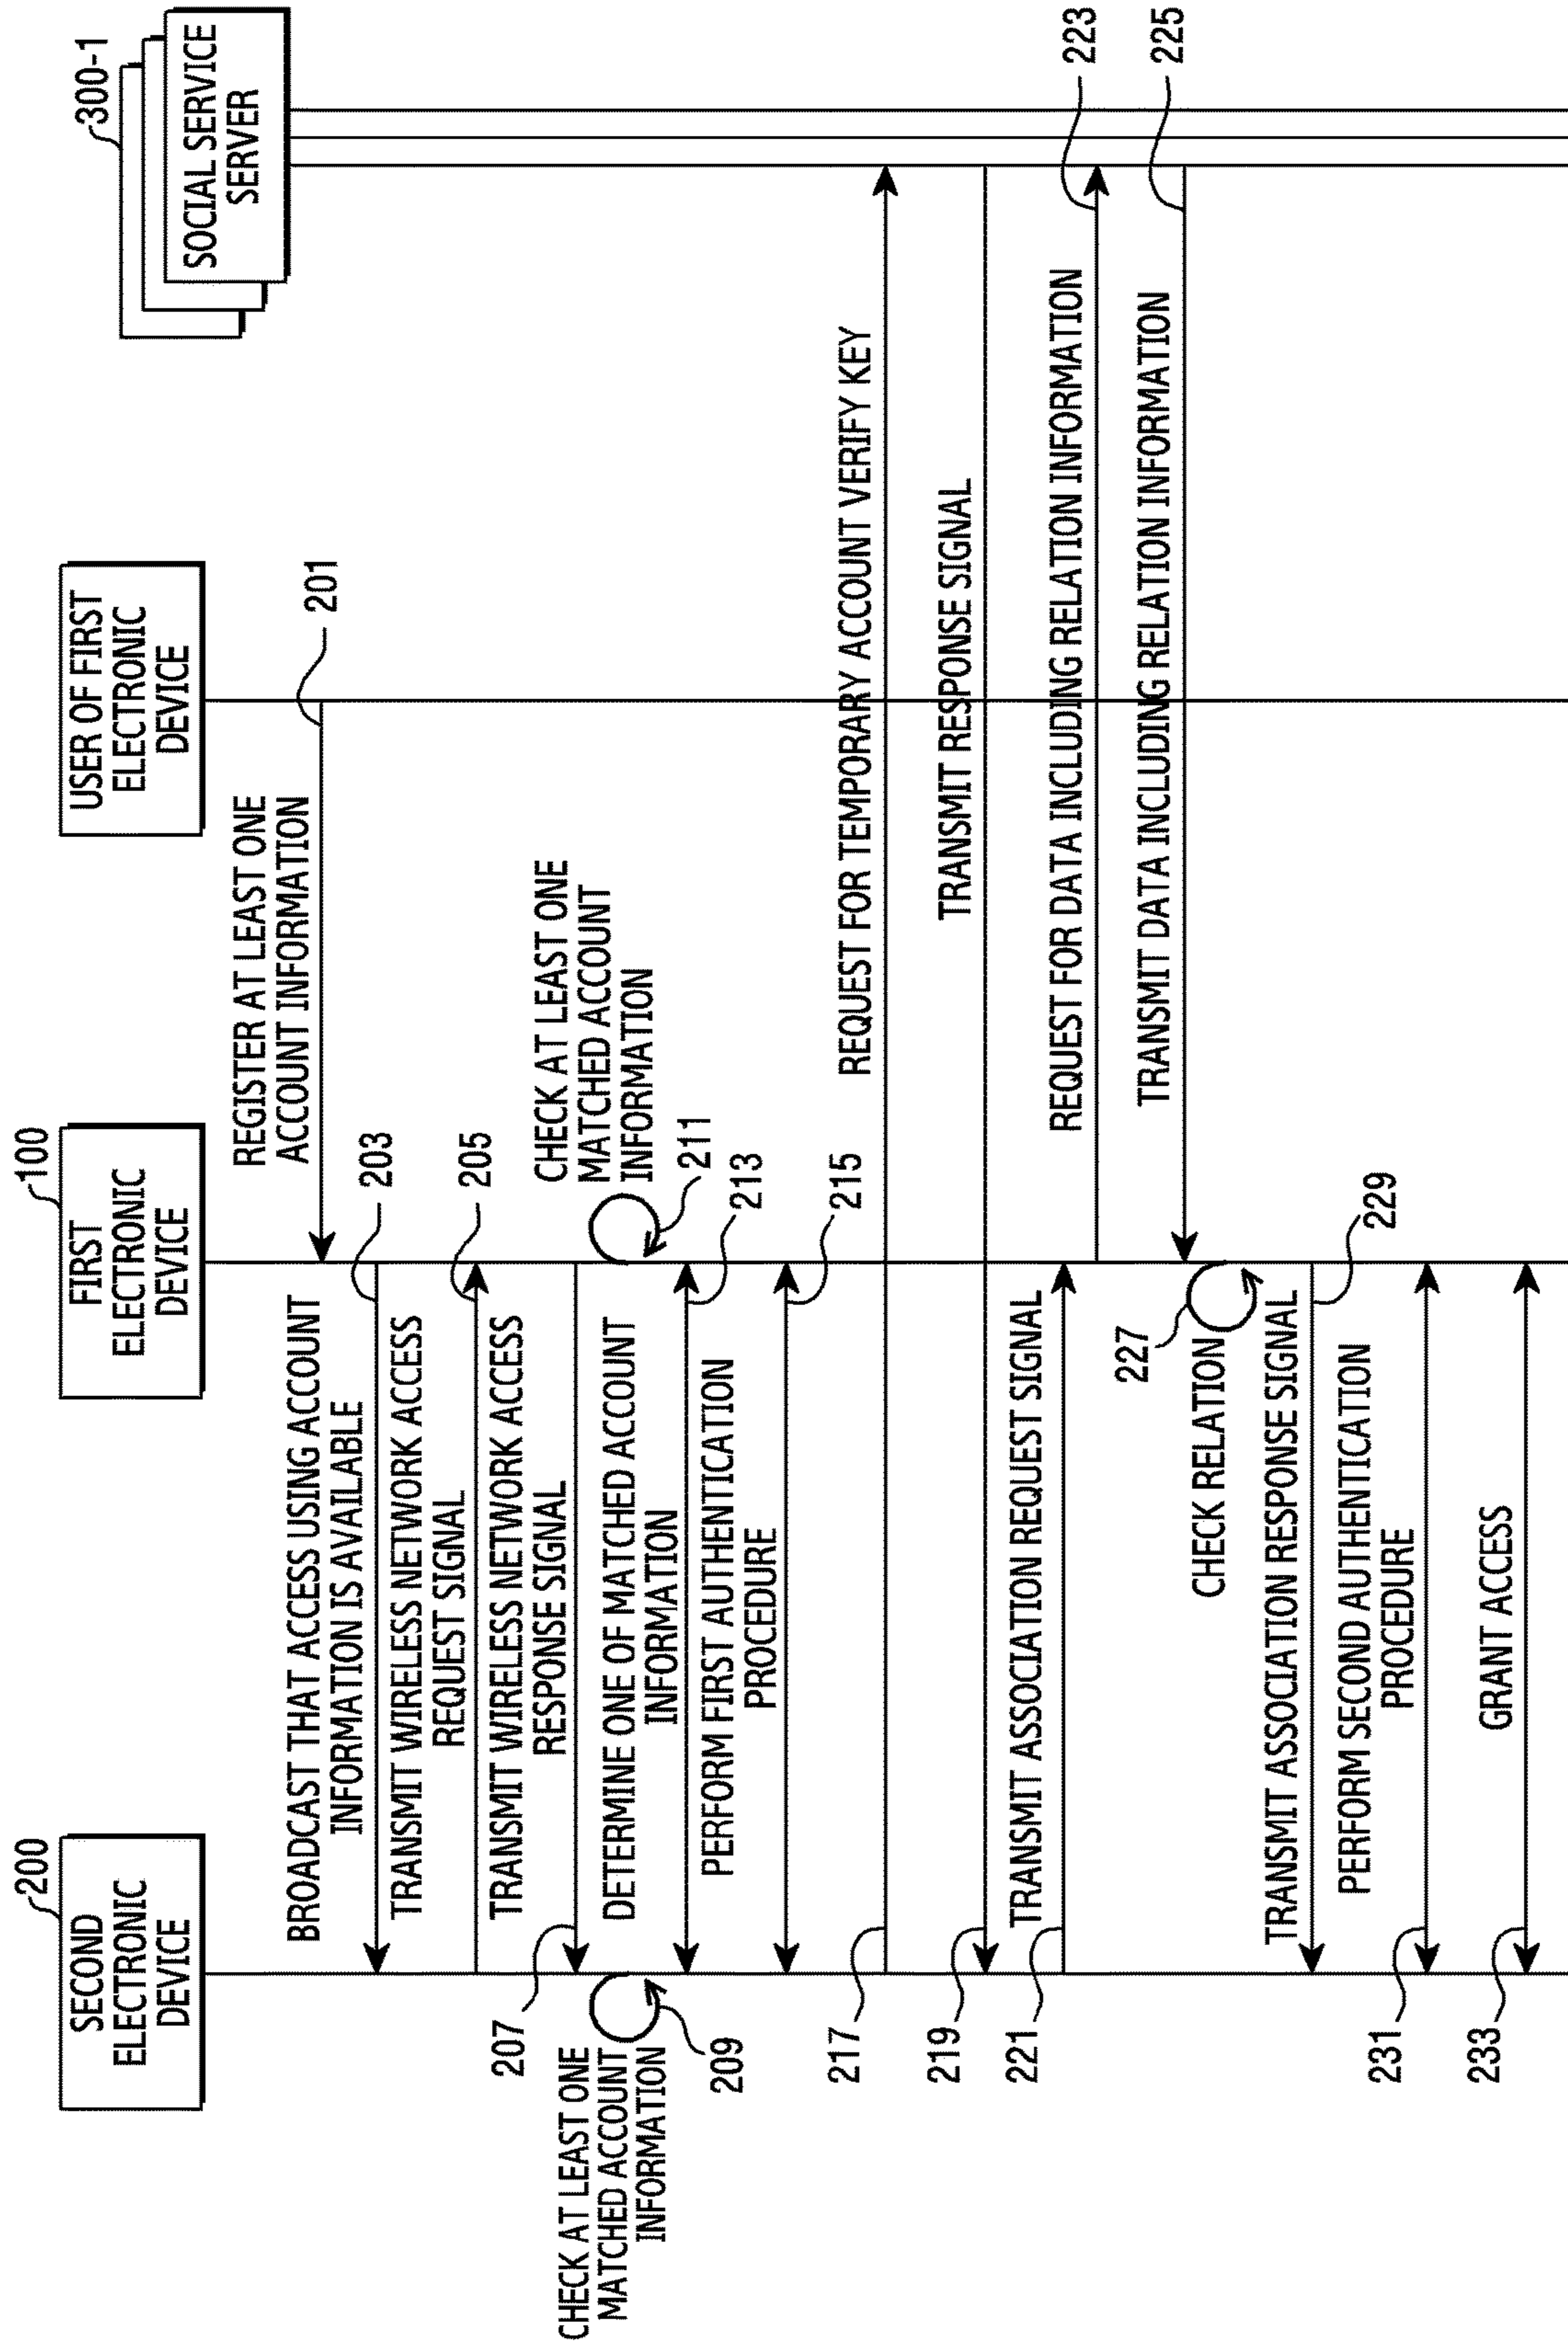 200
SECOND
ELECTRONIC
DEVICE
100
FIRST
ELECTRONIC
DEVICE
USER OF FIRST
ELECTRONIC
DEVICE
300-1
SOCIAL SERVICE
SERVER
REGISTER AT LEAST ONE
ACCOUNT INFORMATION
201
BROADCAST THAT ACCESS USING ACCOUNT
INFORMATION IS AVAILABLE
203
TRANSMIT WIRELESS NETWORK ACCESS
REQUEST SIGNAL
205
TRANSMIT WIRELESS NETWORK ACCESS
RESPONSE SIGNAL
207
CHECK AT LEAST ONE
MATCHED ACCOUNT
INFORMATION
209
CHECK AT LEAST ONE
MATCHED ACCOUNT
INFORMATION
211
DETERMINE ONE OF MATCHED ACCOUNT
INFORMATION
213
PERFORM FIRST AUTHENTICATION
PROCEDURE
215
REQUEST FOR TEMPORARY ACCOUNT VERIFY KEY
217
TRANSMIT RESPONSE SIGNAL
219
TRANSMIT ASSOCIATION REQUEST SIGNAL
221
REQUEST FOR DATA INCLUDING RELATION INFORMATION
223
TRANSMIT DATA INCLUDING RELATION INFORMATION
225
227
CHECK RELATION
TRANSMIT ASSOCIATION RESPONSE SIGNAL
229
PERFORM SECOND AUTHENTICATION
PROCEDURE
231
GRANT ACCESS
233